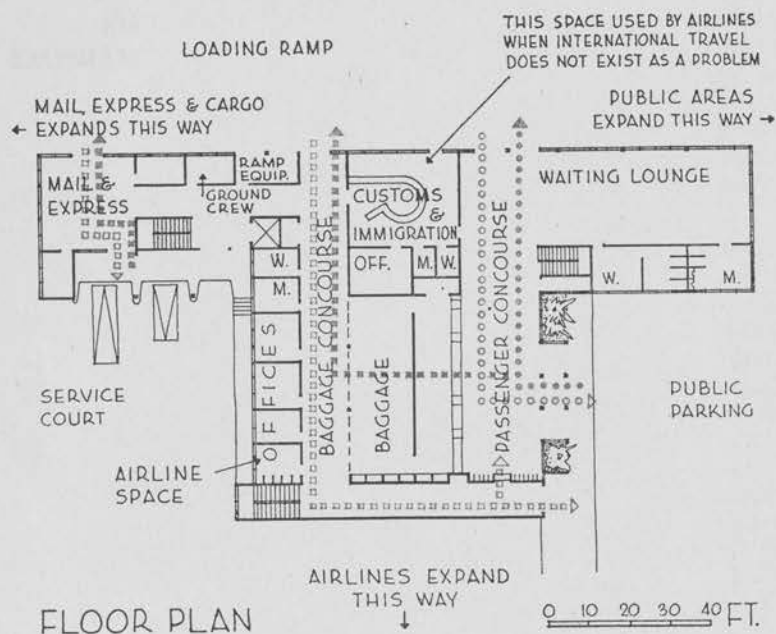 THIS SPACE USED BY AIRLINES
WHEN INTERNATIONAL TRAVEL
DOES NOT EXIST AS A PROBLEM
LOADING RAMP
MAIL, EXPRESS & CARGO
← EXPANDS THIS WAY
PUBLIC AREAS
EXPAND THIS WAY →
MAIL &
EXPRESS
RAMP
EQUIP.
GROUND
CREW
CUSTOMS
&
IMMIGRATION
WAITING LOUNGE
W.
M.
OFF.
M.
W.
W.
M.
OFFICES
BAGGAGE CONCOURSE
BAGGAGE
PASSENGER CONCOURSE
SERVICE
COURT
PUBLIC
PARKING
AIRLINE
SPACE
AIRLINES EXPAND
THIS WAY
↓
FLOOR PLAN
0 10 20 30 40 FT.